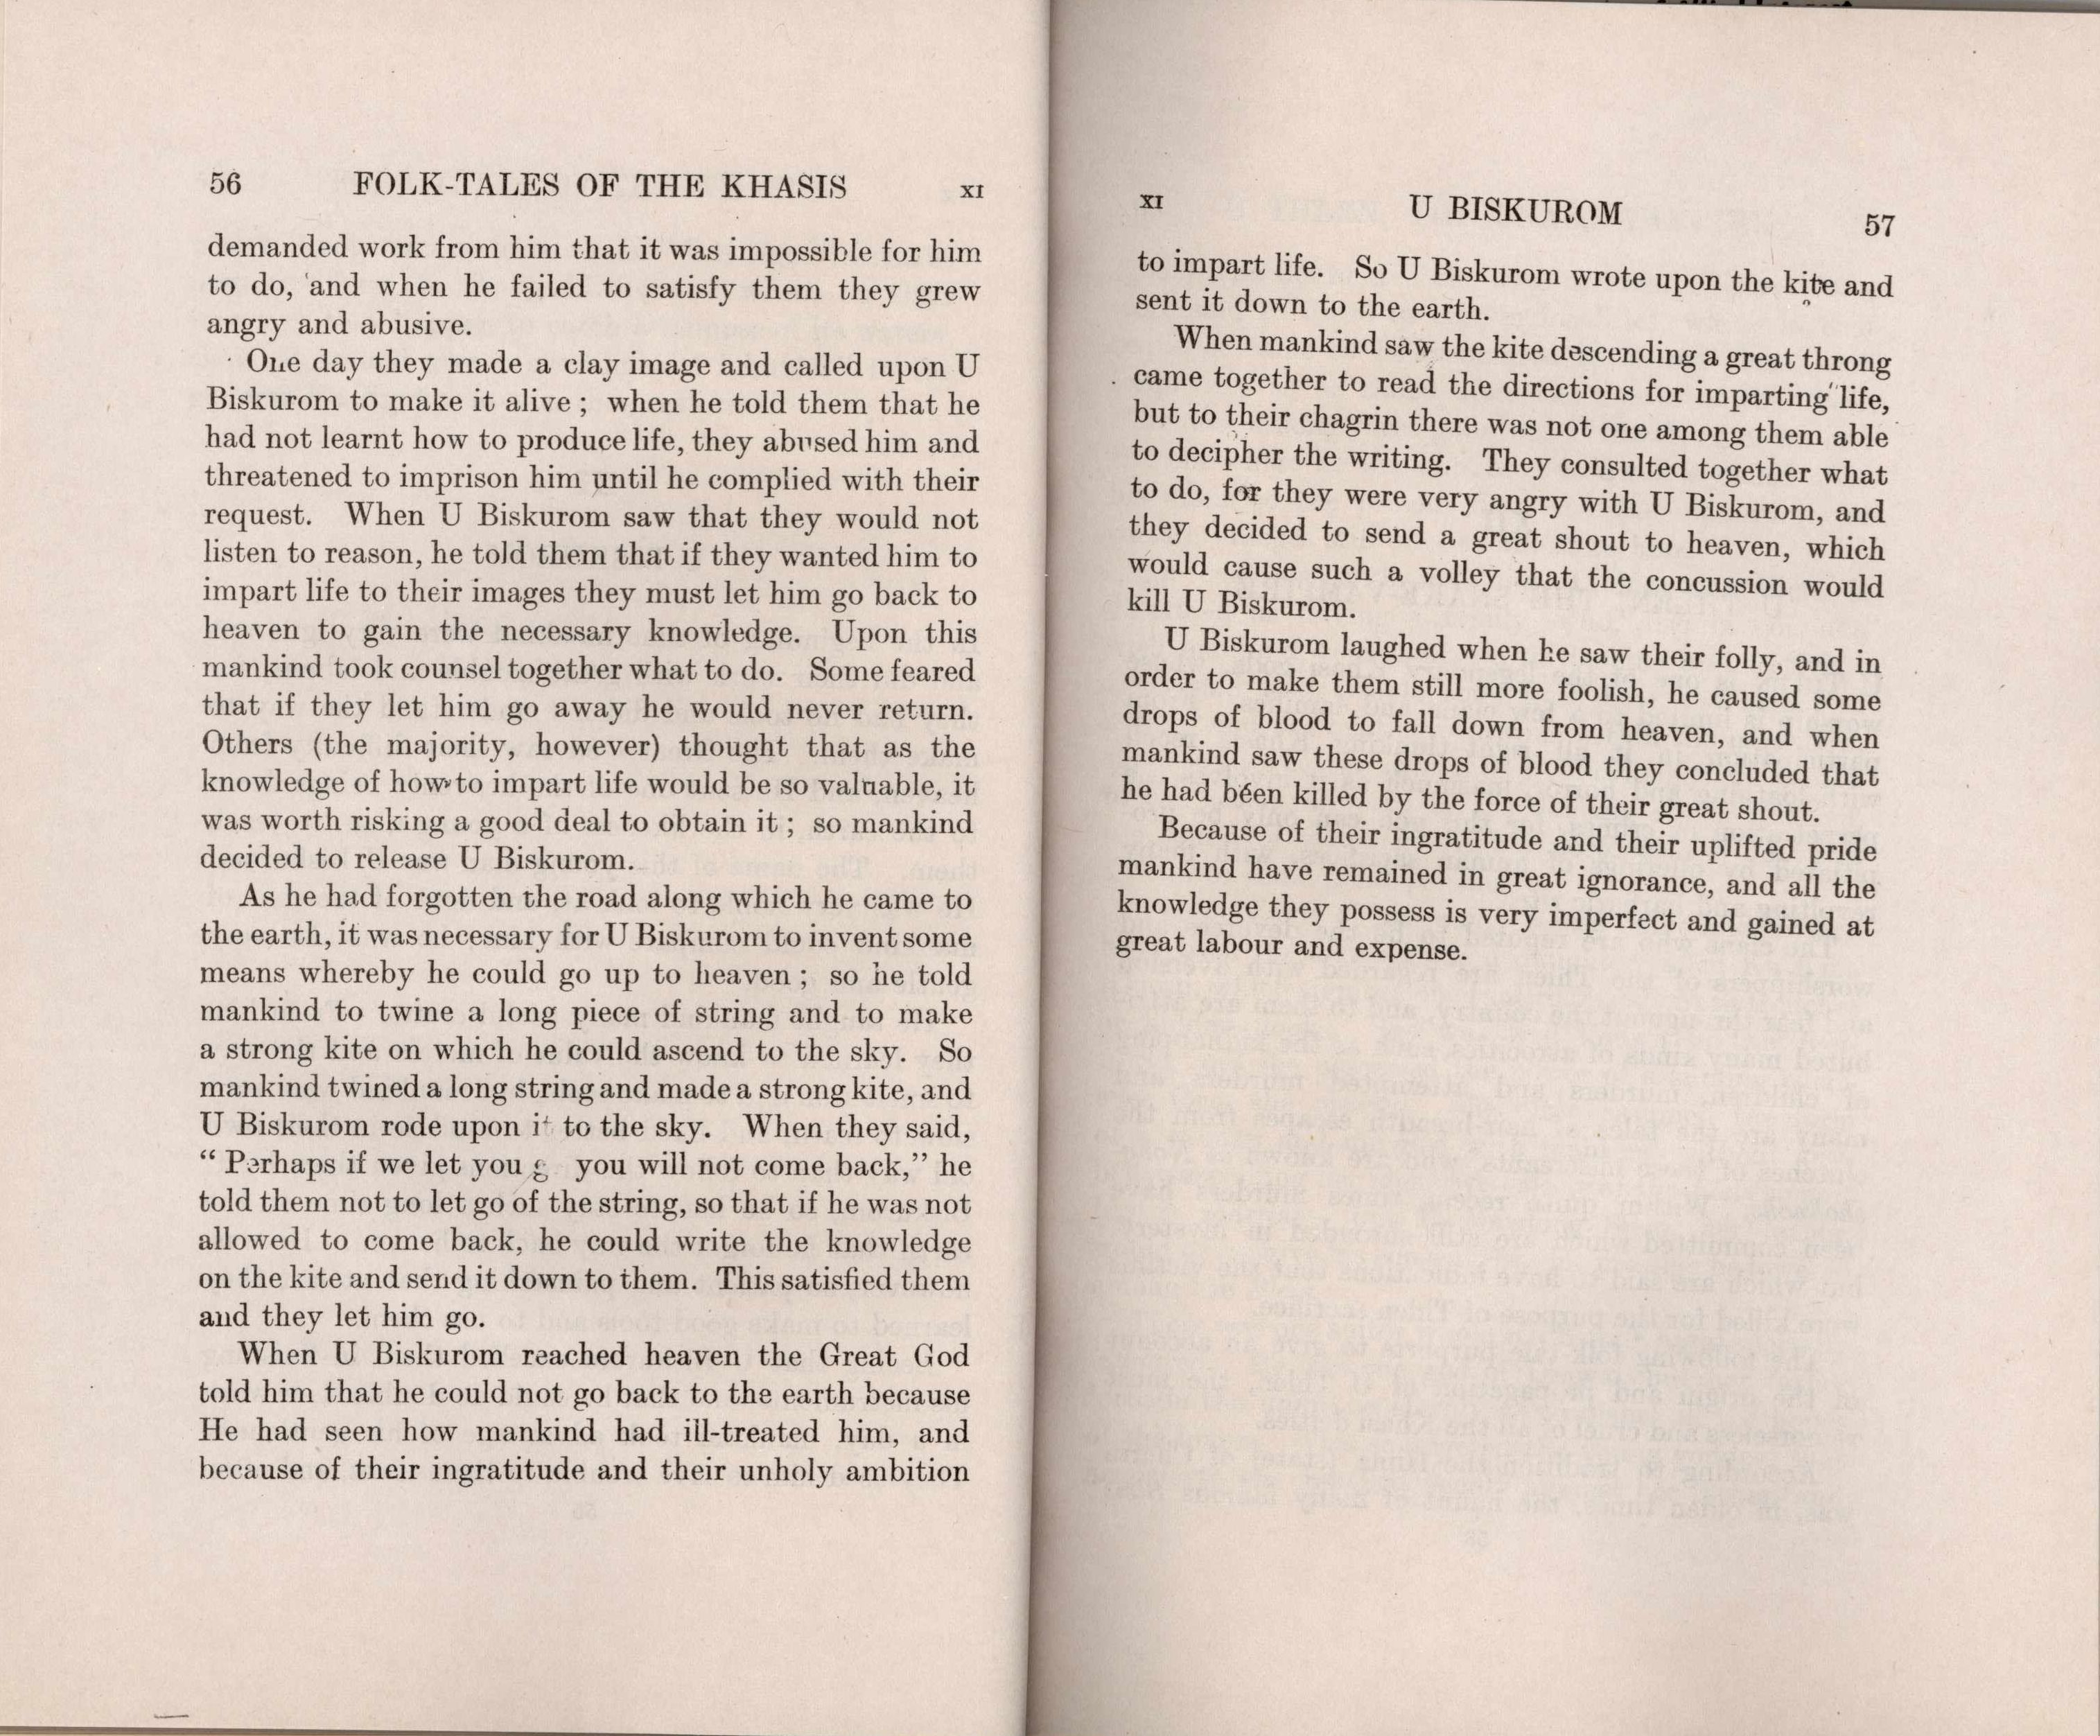 56 FOLK-TALES OF THE KHASIS XI
demanded work from him that it was impossible for him
to do, and when he failed to satisfy them they grew
angry and abusive.
One day they made a clay image and called upon U
Biskurom to make it alive ; when he told them that he
had not learnt how to produce life, they abused him and
threatened to imprison him until he complied with their
request. When U Biskurom saw that they would not
listen to reason, he told them that if they wanted him to
impart life to their images they must let him go back to
heaven to gain the necessary knowledge. Upon this
mankind took counsel together what to do. Some feared
that if they let him go away he would never return.
Others (the majority, however) thought that as the
knowledge of how to impart life would be so valuable, it
was worth risking a good deal to obtain it ; so mankind
decided to release U Biskurom.
As he had forgotten the road along which he came to
the earth, it was necessary for U Biskurom to invent some
means whereby he could go up to heaven ; so he told
mankind to twine a long piece of string and to make
a strong kite on which he could ascend to the sky. So
mankind twined a long string and made a strong kite, and
U Biskurom rode upon it to the sky. When they said,
“ Perhaps if we let you g you will not come back,” he
told them not to let go of the string, so that if he was not
allowed to come back, he could write the knowledge
on the kite and send it down to them. This satisfied them
and they let him go.
When U Biskurom reached heaven the Great God
told him that he could not go back to the earth because
He had seen how mankind had ill-treated him, and
because of their ingratitude and their unholy ambition
XI U BISKUROM 57
to impart life. So U Biskurom wrote upon the kite and
sent it down to the earth.
When mankind saw the kite descending a great throng
came together to read the directions for imparting life,
but to their chagrin there was not one among them able
to decipher the writing. They consulted together what
to do, for they were very angry with U Biskurom, and
they decided to send a great shout to heaven, which
would cause such a volley that the concussion would
kill U Biskurom.
U Biskurom laughed when he saw their folly, and in
order to make them still more foolish, he caused some
drops of blood to fall down from heaven, and when
mankind saw these drops of blood they concluded that
he had been killed by the force of their great shout.
Because of their ingratitude and their uplifted pride
mankind have remained in great ignorance, and all the
knowledge they possess is very imperfect and gained at
great labour and expense.